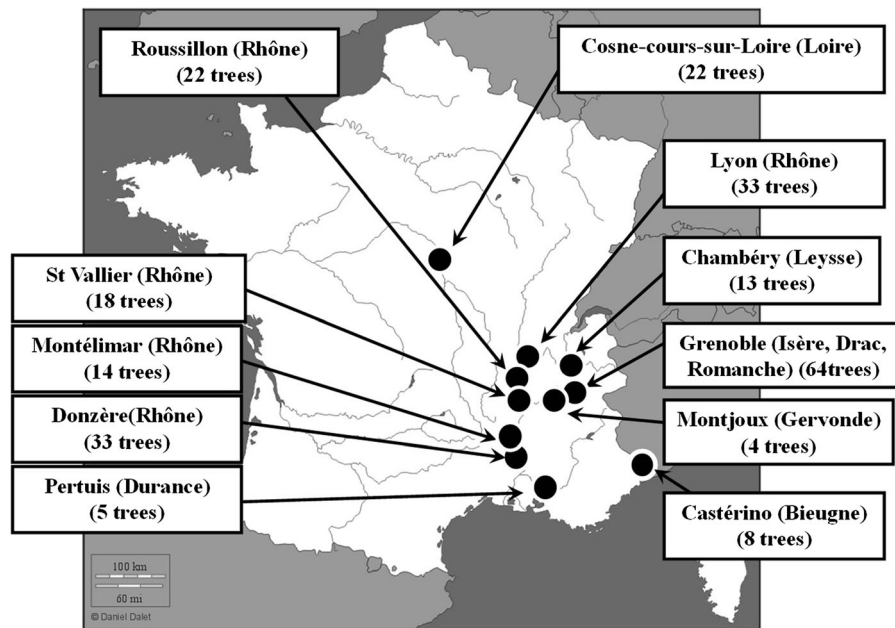 Roussillon (Rhône)
(22 trees)
Cosne-cours-sur-Loire (Loire)
(22 trees)
Lyon (Rhône)
(33 trees)
Chambéry (Leysse)
(13 trees)
St Vallier (Rhône)
(18 trees)
Montélimar (Rhône)
(14 trees)
Grenoble (Isère, Drac,
Romanche) (64trees)
Donzère(Rhône)
(33 trees)
Montjoux (Gervonde)
(4 trees)
Pertuis (Durance)
(5 trees)
Castérino (Bieugne)
(8 trees)
100 km
60 mi
© Daniel Dalet